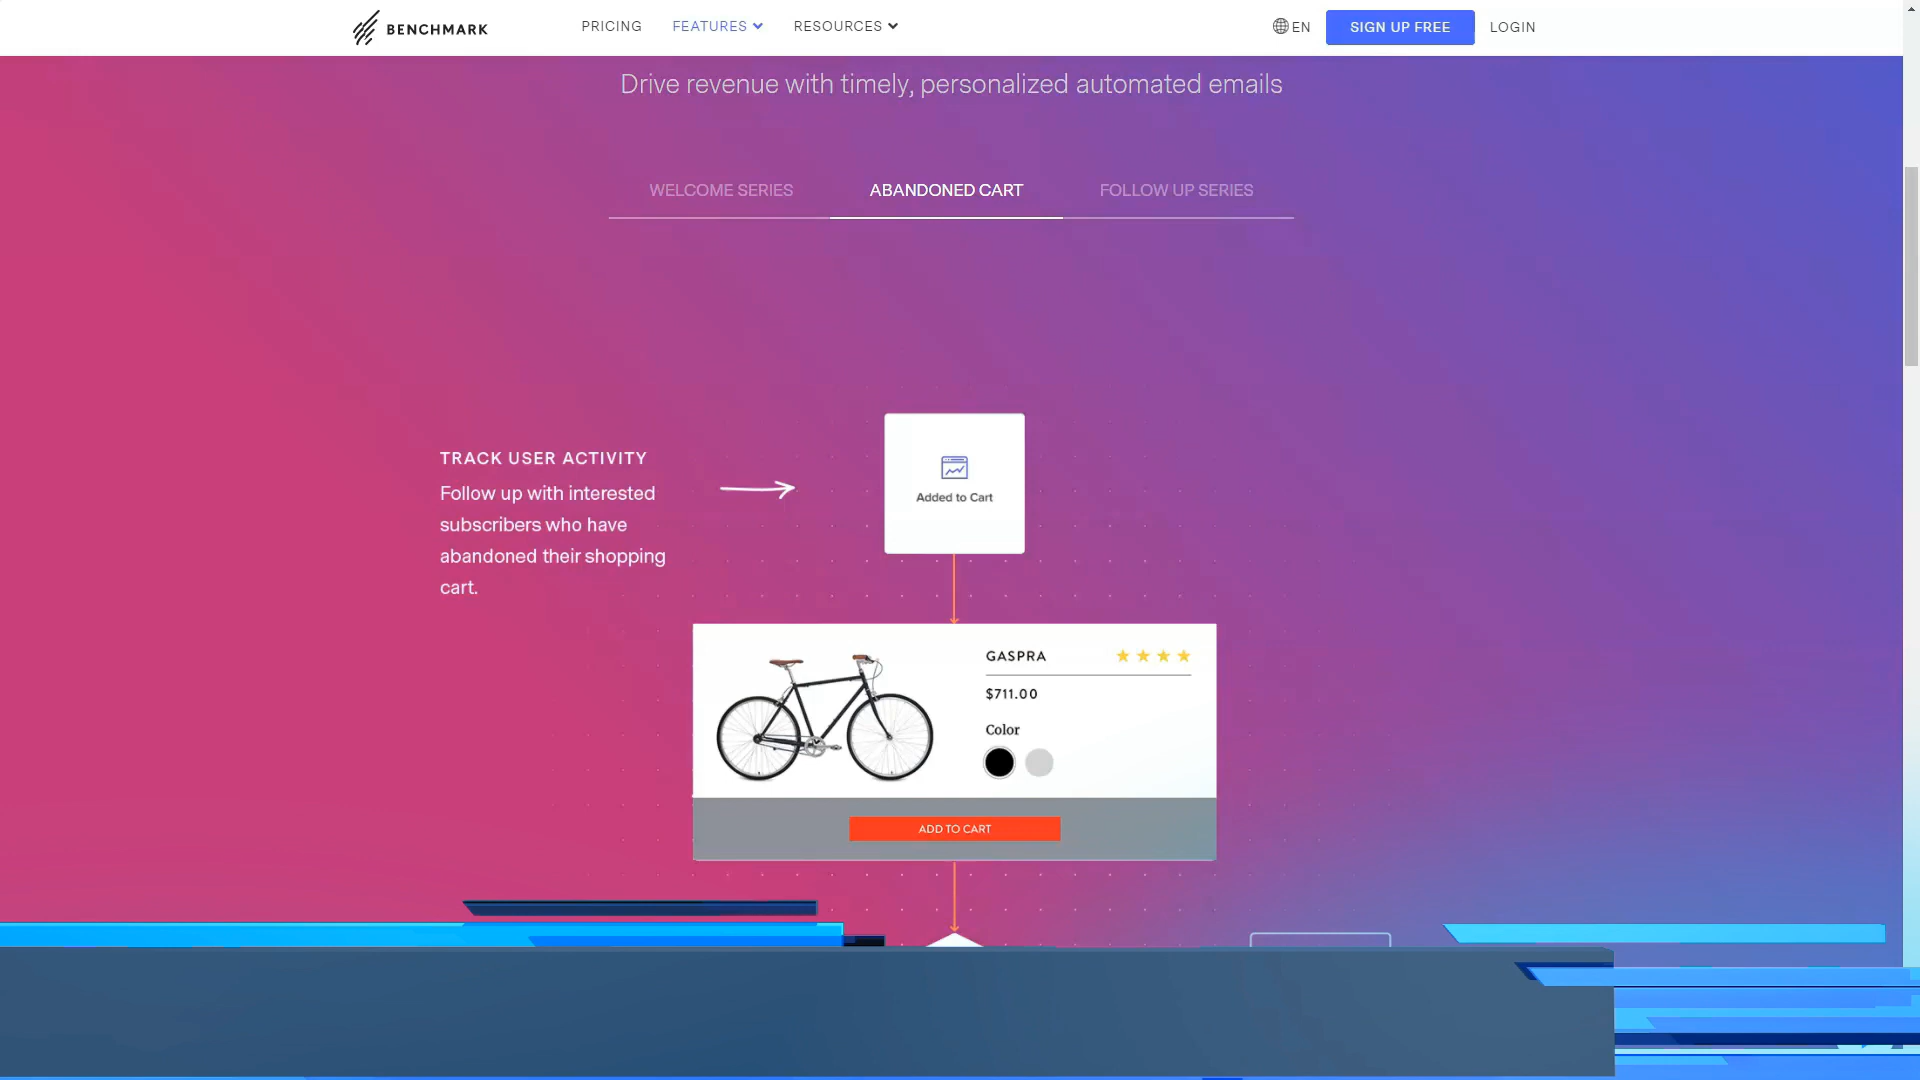 BENCHMARK
PRICING
FEATURES
RESOURCES
EN
SIGN UP FREE
LOGIN
Drive revenue with timely, personalized automated emails
WELCOME SERIES
ABANDONED CART
FOLLOW UP SERIES
TRACK USER ACTIVITY
Follow up with interested
subscribers who have
abandoned their shopping
cart.
Added to Cart
GASPRA
$711.00
Color
ADD TO CART